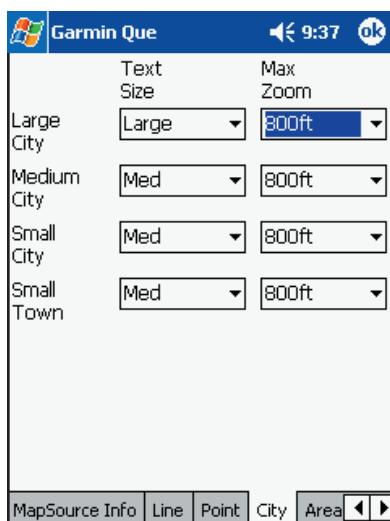 Garmin Que 9:37 ok
Text Size Max Zoom
Large City Large 800ft
Medium City Med 800ft
Small City Med 800ft
Small Town Med 800ft
MapSource Info Line Point City Area